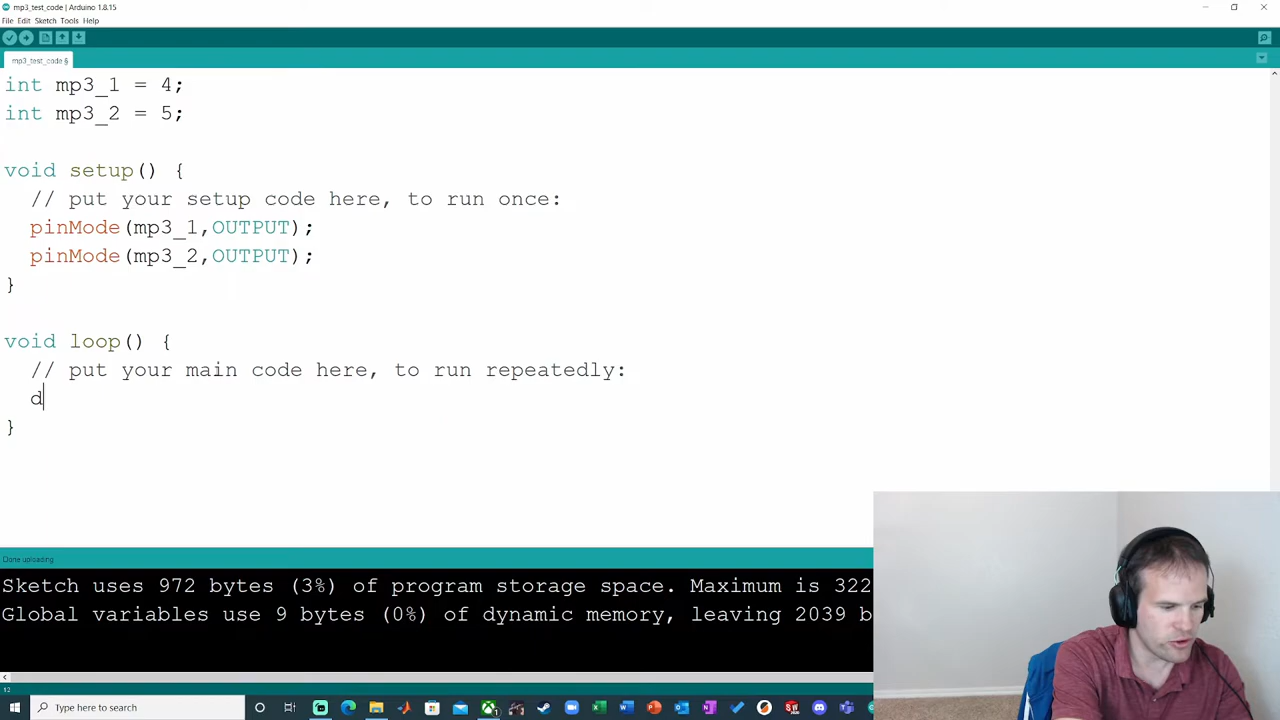 mp3_test_code | Arduino 1.8.15
File Edit Sketch Tools Help
mp3_test_code §
int mp3_1 = 4;
int mp3_2 = 5;
void setup() {
// put your setup code here, to run once:
pinMode(mp3_1,OUTPUT);
pinMode(mp3_2,OUTPUT);
}
void loop() {
// put your main code here, to run repeatedly:
d
}
Done uploading
Sketch uses 972 bytes (3%) of program storage space. Maximum is 322
Global variables use 9 bytes (0%) of dynamic memory, leaving 2039 b
12
Type here to search